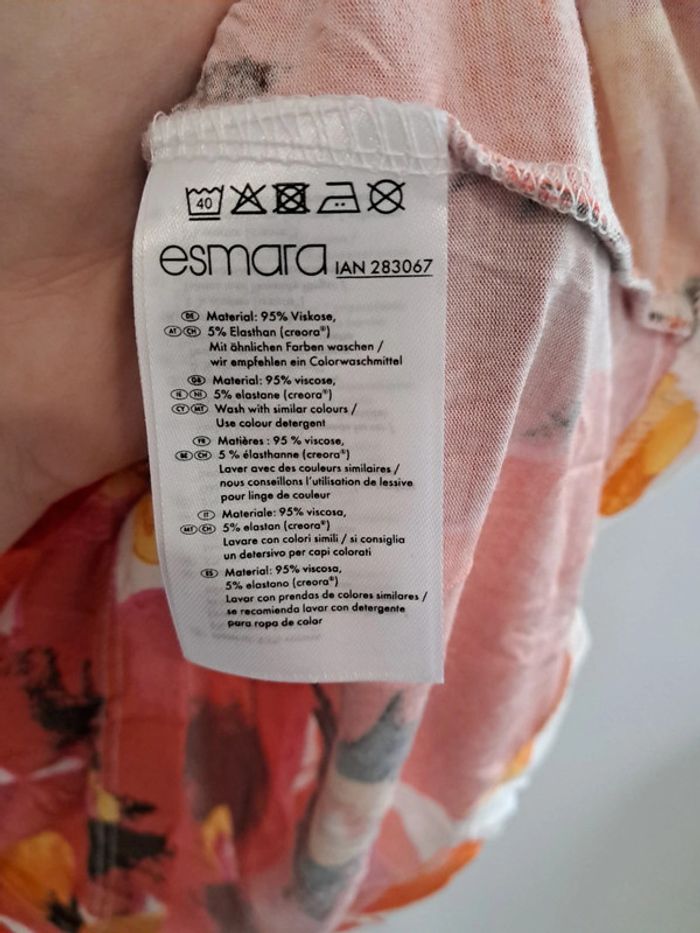 40
esmara IAN 283067
DE Material: 95% Viskose,
AT CH 5% Elasthan (creora®)
Mit ähnlichen Farben waschen /
wir empfehlen ein Colorwaschmittel
GB Material: 95% viscose,
IE NI 5% elastane (creora®)
CY MT Wash with similar colours /
Use colour detergent
FR Matières : 95 % viscose,
BE CH 5 % élasthanne (creora®)
Laver avec des couleurs similaires /
nous conseillons l'utilisation de lessive
pour linge de couleur
IT Materiale: 95% viscosa,
MT CH 5% elastan (creora®)
Lavare con colori simili / si consiglia
un detersivo per capi colorati
ES Material: 95% viscosa,
5% elastano (creora®)
Lavar con prendas de colores similares /
se recomienda lavar con detergente
para ropa de color